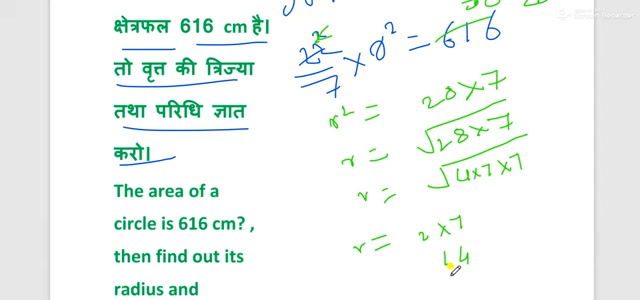 क्षेत्रफल 616 cm है।
तो वृत्त की त्रिज्या
तथा परिधि ज्ञात
करो।
The area of a
circle is 616 cm? ,
then find out its
radius and
22/7 × r² = 616
r² = 28×7
r = √28×7
r = √4×7×7
r = 2×7
14